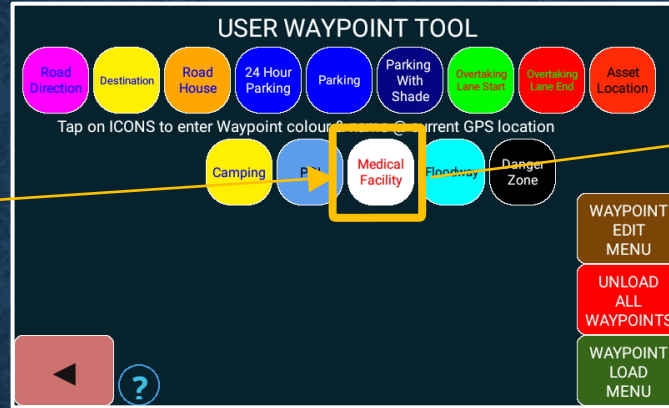 USER WAYPOINT TOOL
Road
Direction
Destination
Road
House
24 Hour
Parking
Parking
Parking
With
Shade
Overtaking
Lane Start
Overtaking
Lane End
Asset
Location
Tap on ICONS to enter Waypoint colour & name @ current GPS location
Camping
Medical
Facility
Floodway
Danger
Zone
WAYPOINT
EDIT
MENU
UNLOAD
ALL
WAYPOINTS
WAYPOINT
LOAD
MENU
?